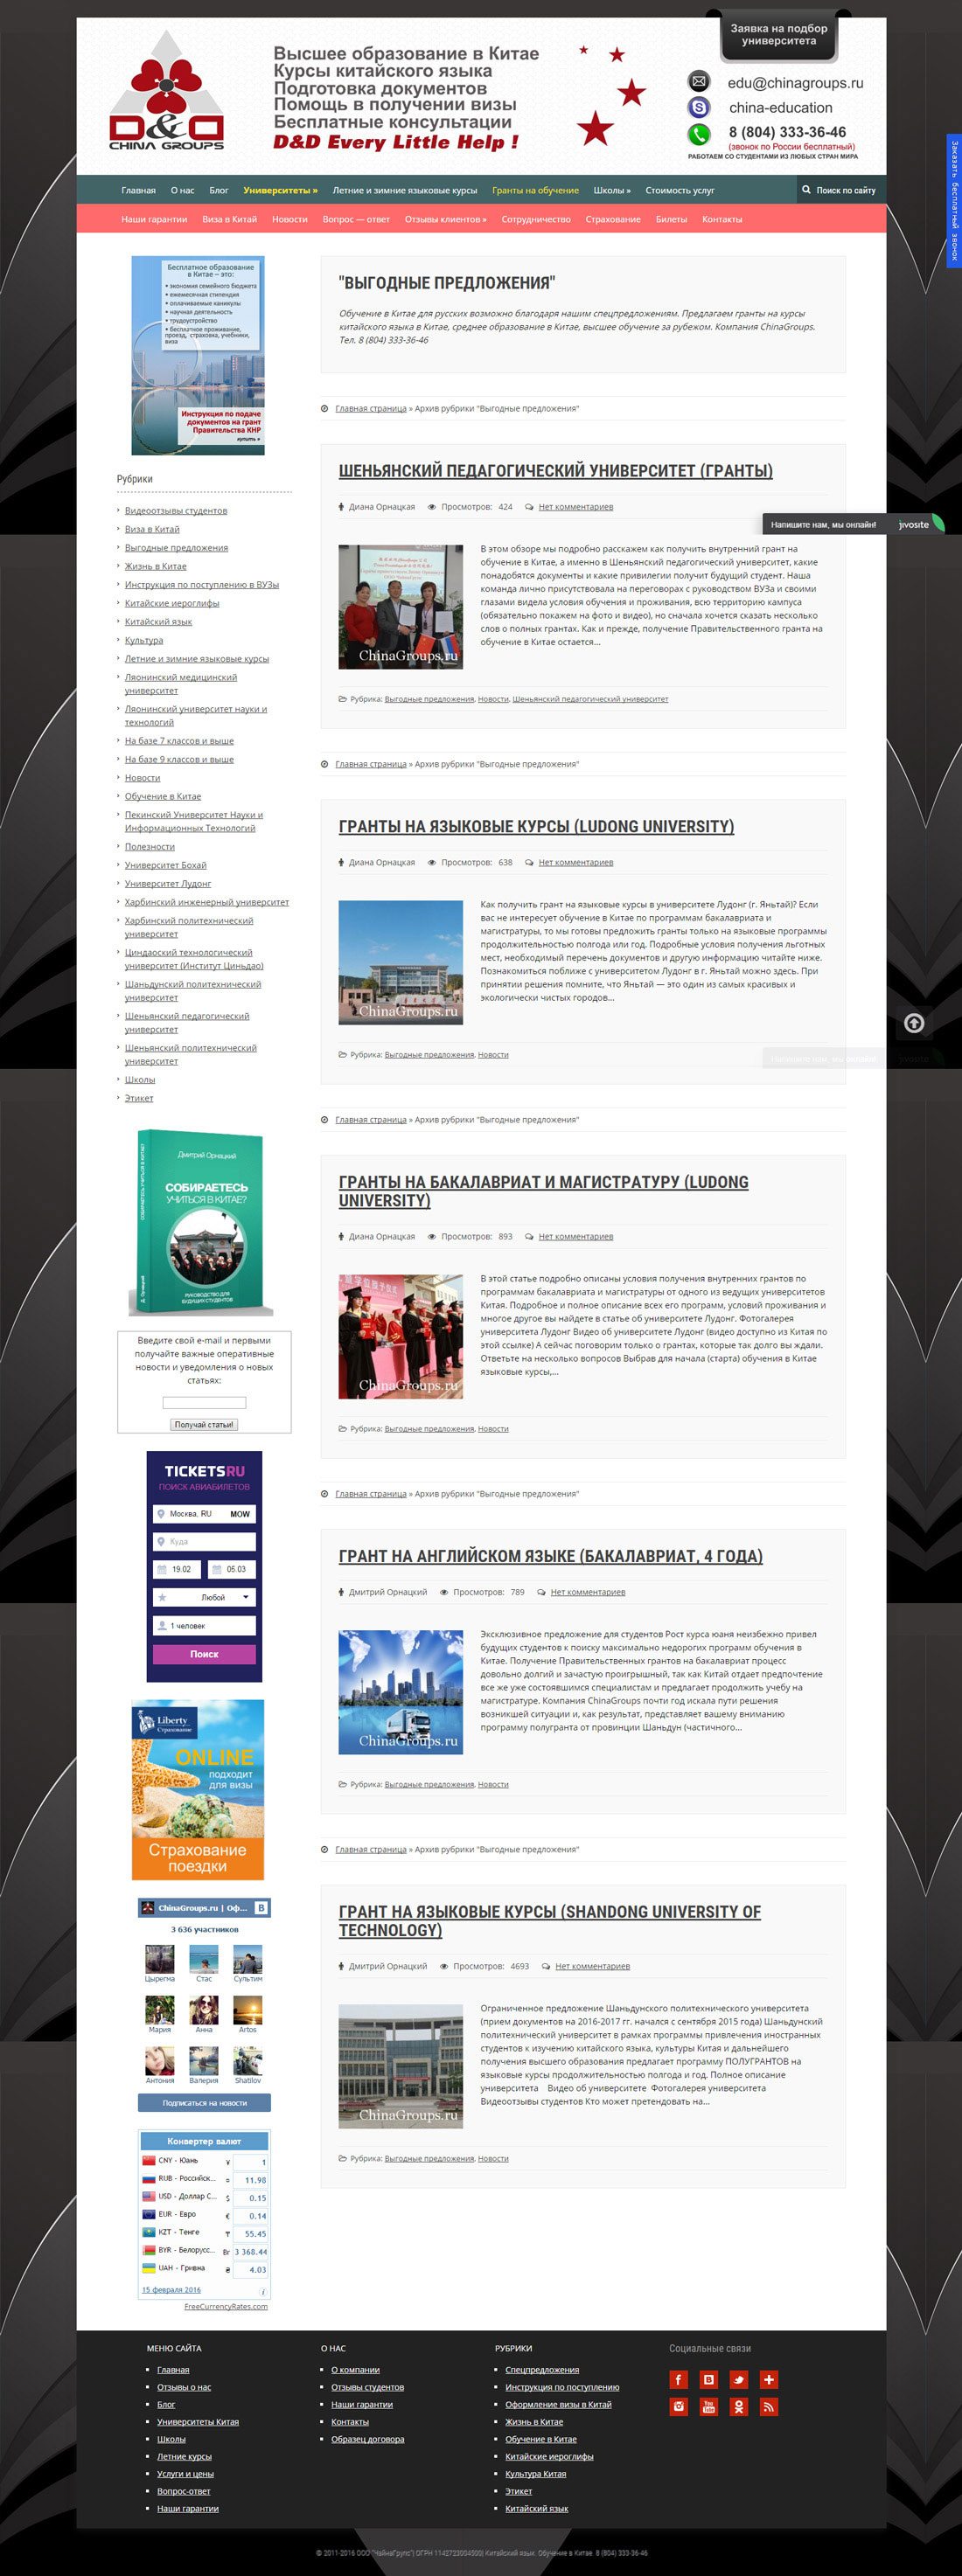 Заявка на подбор
университета
Высшее образование в Китае
Курсы китайского языка
Подготовка документов
Помощь в получении визы
Бесплатные консультации
D&D Every Little Help !
D&D
CHINA GROUPS
edu@chinagroups.ru
china-education
8 (804) 333-36-46
(звонок по России бесплатный)
РАБОТАЕМ СО СТУДЕНТАМИ ИЗ ЛЮБЫХ СТРАН МИРА
Заказать бесплатный звонок
Главная О нас Блог Университеты » Летние и зимние языковые курсы Гранты на обучение Школы » Стоимость услуг Поиск по сайту
Наши гарантии Виза в Китай Новости Вопрос — ответ Отзывы клиентов » Сотрудничество Страхование Билеты Контакты
Бесплатное образование
в Китае – это:
• экономия семейного бюджета
• ежемесячная стипендия
• оплачиваемые каникулы
• научная деятельность
• трудоустройство
• бесплатное проживание,
проезд, страховка, учебники,
виза
Инструкция по подаче
документов на грант
Правительства КНР
купить »
Рубрики
Видеоотзывы студентов
Виза в Китай
Выгодные предложения
Жизнь в Китае
Инструкция по поступлению в ВУЗы
Китайские иероглифы
Китайский язык
Культура
Летние и зимние языковые курсы
Ляонинский медицинский
университет
Ляонинский университет науки и
технологий
На базе 7 классов и выше
На базе 9 классов и выше
Новости
Обучение в Китае
Пекинский Университет Науки и
Информационных Технологий
Полезности
Университет Бохай
Университет Лудонг
Харбинский инженерный университет
Харбинский политехнический
университет
Циндаоский технологический
университет (Институт Циньдао)
Шаньдунский политехнический
университет
Шеньянский педагогический
университет
Шеньянский политехнический
университет
Школы
Этикет
Дмитрий Орнацкий
СОБИРАЕТЕСЬ
УЧИТЬСЯ В КИТАЕ?
РУКОВОДСТВО ДЛЯ
БУДУЩИХ СТУДЕНТОВ
СОБИРАЕТЕСЬ УЧИТЬСЯ В КИТАЕ?
Д. Орнацкий
Введите свой e-mail и первыми
получайте важные оперативные
новости и уведомления о новых
статьях:
Получай статьи!
TICKETSRU
ПОИСК АВИАБИЛЕТОВ
Москва, RU MOW
Куда
19.02 05.03
Любой
1 человек
Поиск
Liberty
Страхование
ONLINE
подходит
для визы
Страхование
поездки
ChinaGroups.ru | Оф... В
3 636 участников
Цырегма Стас Сультим
Мария Анна Artos
Антония Валерия Shatilov
Подписаться на новости
Конвертер валют
CNY - Юань ¥ 1
RUB - Российск... 11.98
USD - Доллар С... $ 0.15
EUR - Евро € 0.14
KZT - Тенге ₸ 55.45
BYR - Белорусс... Br 3 368.44
UAH - Гривна ₴ 4.03
15 февраля 2016 i
FreeCurrencyRates.com
"ВЫГОДНЫЕ ПРЕДЛОЖЕНИЯ"
Обучение в Китае для русских возможно благодаря нашим спецпредложениям. Предлагаем гранты на курсы
китайского языка в Китае, среднее образование в Китае, высшее обучение за рубежом. Компания ChinaGroups.
Тел. 8 (804) 333-36-46
Главная страница » Архив рубрики "Выгодные предложения"
ШЕНЬЯНСКИЙ ПЕДАГОГИЧЕСКИЙ УНИВЕРСИТЕТ (ГРАНТЫ)
Диана Орнацкая Просмотров: 424 Нет комментариев
Напишите нам, мы онлайн! jivosite
ChinaGroups.ru
В этом обзоре мы подробно расскажем как получить внутренний грант на
обучение в Китае, а именно в Шеньянский педагогический университет, какие
понадобятся документы и какие привилегии получит будущий студент. Наша
команда лично присутствовала на переговорах с руководством ВУЗа и своими
глазами видела условия обучения и проживания, всю территорию кампуса
(обязательно покажем на фото и видео), но сначала хочется сказать несколько
слов о полных грантах. Как и прежде, получение Правительственного гранта на
обучение в Китае остается...
Рубрика: Выгодные предложения, Новости, Шеньянский педагогический университет
Главная страница » Архив рубрики "Выгодные предложения"
ГРАНТЫ НА ЯЗЫКОВЫЕ КУРСЫ (LUDONG UNIVERSITY)
Диана Орнацкая Просмотров: 638 Нет комментариев
ChinaGroups.ru
Как получить грант на языковые курсы в университете Лудонг (г. Яньтай)? Если
вас не интересует обучение в Китае по программам бакалавриата и
магистратуры, то мы готовы предложить гранты только на языковые программы
продолжительностью полгода или год. Подробные условия получения льготных
мест, необходимый перечень документов и другую информацию читайте ниже.
Познакомиться поближе с университетом Лудонг в г. Яньтай можно здесь. При
принятии решения помните, что Яньтай — это один из самых красивых и
экологически чистых городов...
Рубрика: Выгодные предложения, Новости
Главная страница » Архив рубрики "Выгодные предложения"
ГРАНТЫ НА БАКАЛАВРИАТ И МАГИСТРАТУРУ (LUDONG
UNIVERSITY)
Диана Орнацкая Просмотров: 893 Нет комментариев
ChinaGroups.ru
В этой статье подробно описаны условия получения внутренних грантов по
программам бакалавриата и магистратуры от одного из ведущих университетов
Китая. Подробное и полное описание всех его программ, условий проживания и
многое другое вы найдете в статье об университете Лудонг. Фотогалерея
университета Лудонг Видео об университете Лудонг (видео доступно из Китая по
этой ссылке) А сейчас поговорим только о грантах, которые так долго вы ждали.
Ответьте на несколько вопросов Выбрав для начала (старта) обучения в Китае
языковые курсы,...
Рубрика: Выгодные предложения, Новости
Главная страница » Архив рубрики "Выгодные предложения"
ГРАНТ НА АНГЛИЙСКОМ ЯЗЫКЕ (БАКАЛАВРИАТ, 4 ГОДА)
Дмитрий Орнацкий Просмотров: 789 Нет комментариев
ChinaGroups.ru
Эксклюзивное предложение для студентов Рост курса юаня неизбежно привел
будущих студентов к поиску максимально недорогих программ обучения в
Китае. Получение Правительственных грантов на бакалавриат процесс
довольно долгий и зачастую проигрышный, так как Китай отдает предпочтение
все же уже состоявшимся специалистам и предлагает продолжить учебу на
магистратуре. Компания ChinaGroups почти год искала пути решения
возникшей ситуации и, как результат, представляет вашему вниманию
программу полугранта от провинции Шаньдун (частичного...
Рубрика: Выгодные предложения, Новости
Главная страница » Архив рубрики "Выгодные предложения"
ГРАНТ НА ЯЗЫКОВЫЕ КУРСЫ (SHANDONG UNIVERSITY OF
TECHNOLOGY)
Дмитрий Орнацкий Просмотров: 4693 Нет комментариев
ChinaGroups.ru
Ограниченное предложение Шаньдунского политехнического университета
(прием документов на 2016-2017 гг. начался с сентября 2015 года) Шаньдунский
политехнический университет в рамках программы привлечения иностранных
студентов к изучению китайского языка, культуры Китая и дальнейшего
получения высшего образования предлагает программу ПОЛУГРАНТОВ на
языковые курсы продолжительностью полгода и год. Полное описание
университета Видео об университете Фотогалерея университета
Видеоотзывы студентов Кто может претендовать на...
Рубрика: Выгодные предложения, Новости
МЕНЮ САЙТА
Главная
Отзывы о нас
Блог
Университеты Китая
Школы
Летние курсы
Услуги и цены
Вопрос-ответ
Наши гарантии
О НАС
О компании
Отзывы студентов
Наши гарантии
Контакты
Образец договора
РУБРИКИ
Спецпредложения
Инструкция по поступлению
Оформление визы в Китай
Жизнь в Китае
Обучение в Китае
Китайские иероглифы
Культура Китая
Этикет
Китайский язык
Социальные связи
© 2011-2016 ООО "ЧайнаГрупс") ОГРН 1142723004500| Китайский язык. Обучение в Китае. 8 (804) 333-36-46